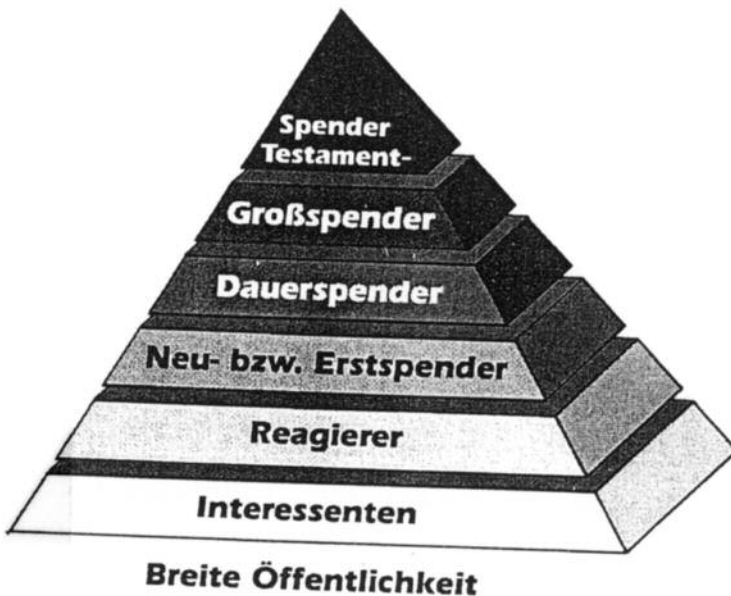 Spender
Testament-
Großspender
Dauerspender
Neu- bzw. Erstspender
Reagierer
Interessenten
Breite Öffentlichkeit